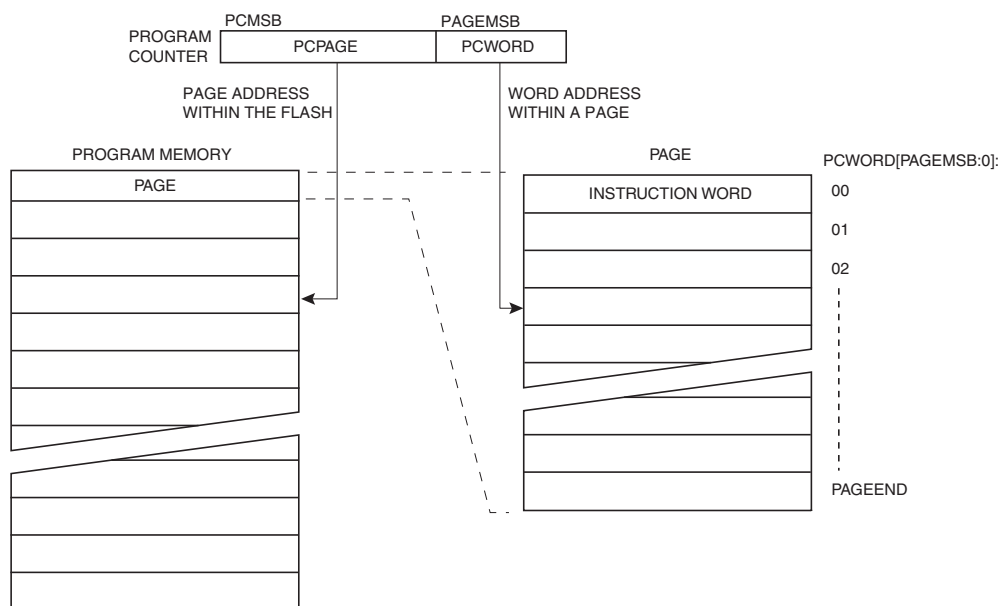 PCMSB
PAGEMSB
PROGRAM
COUNTER
PCPAGE
PCWORD
PAGE ADDRESS
WITHIN THE FLASH
WORD ADDRESS
WITHIN A PAGE
PROGRAM MEMORY
PAGE
PAGE
INSTRUCTION WORD
PCWORD[PAGEMSB:0]:
00
01
02
PAGEEND